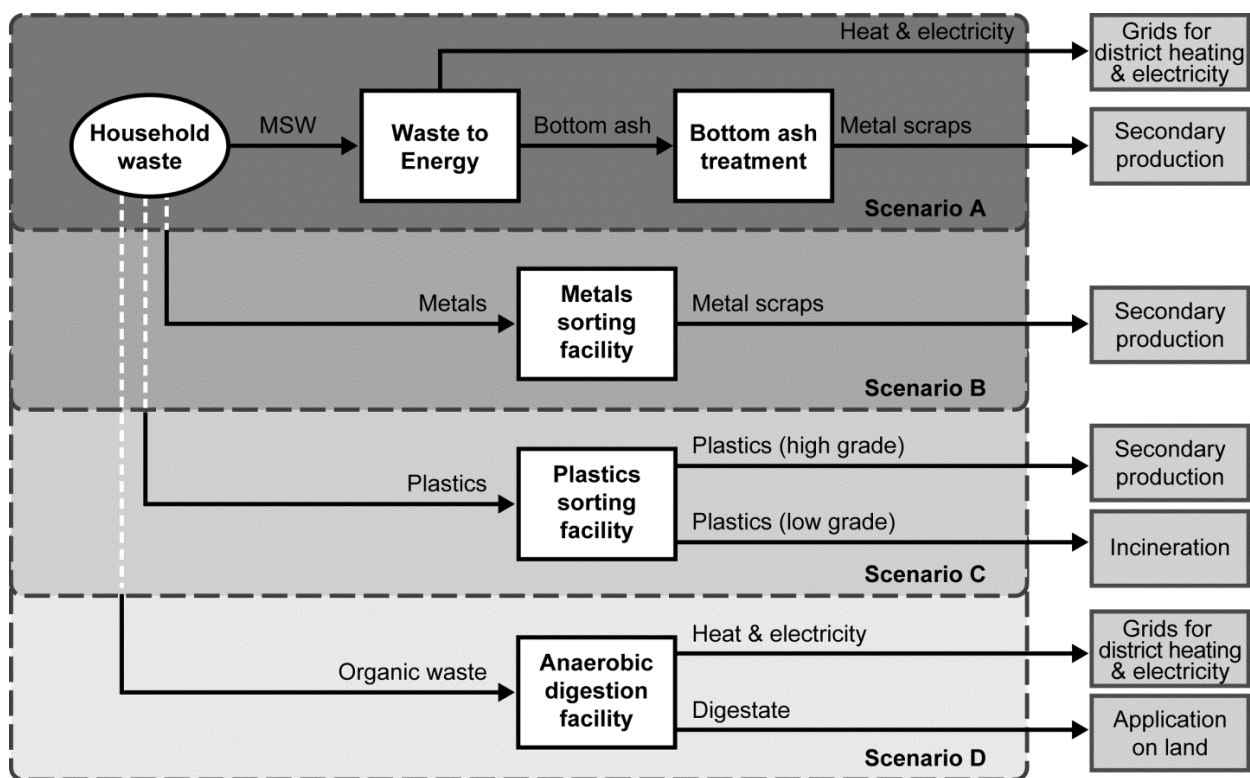 Heat & electricity
Grids for
district heating
& electricity
Household
waste
MSW
Waste to
Energy
Bottom ash
Bottom ash
treatment
Metal scraps
Secondary
production
Scenario A
Metals
Metals
sorting
facility
Metal scraps
Secondary
production
Scenario B
Plastics
Plastics
sorting
facility
Plastics (high grade)
Secondary
production
Plastics (low grade)
Incineration
Scenario C
Organic waste
Anaerobic
digestion
facility
Heat & electricity
Grids for
district heating
& electricity
Digestate
Application
on land
Scenario D